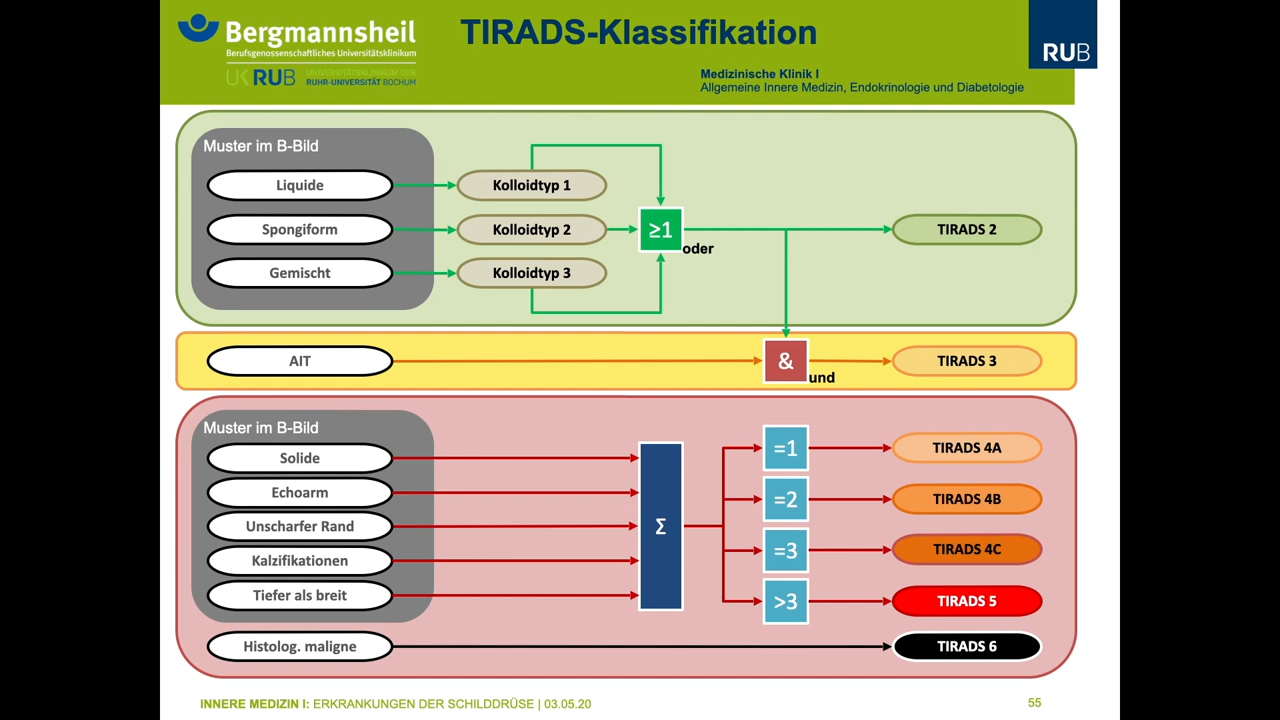 Bergmannsheil
Berufsgenossenschaftliches Universitätsklinikum
UK RUB
UNIVERSITÄTSKLINIKUM DER
RUHR-UNIVERSITÄT BOCHUM
TIRADS-Klassifikation
Medizinische Klinik I
Allgemeine Innere Medizin, Endokrinologie und Diabetologie
RUB
Muster im B-Bild
Liquide
Kolloidtyp 1
Spongiform
Kolloidtyp 2
≥1
oder
TIRADS 2
Gemischt
Kolloidtyp 3
AIT
&
und
TIRADS 3
Muster im B-Bild
Solide
Echoarm
Unscharfer Rand
Kalzifikationen
Tiefer als breit
Σ
=1
TIRADS 4A
=2
TIRADS 4B
=3
TIRADS 4C
>3
TIRADS 5
Histolog. maligne
TIRADS 6
INNERE MEDIZIN I: ERKRANKUNGEN DER SCHILDDRÜSE | 03.05.20
55